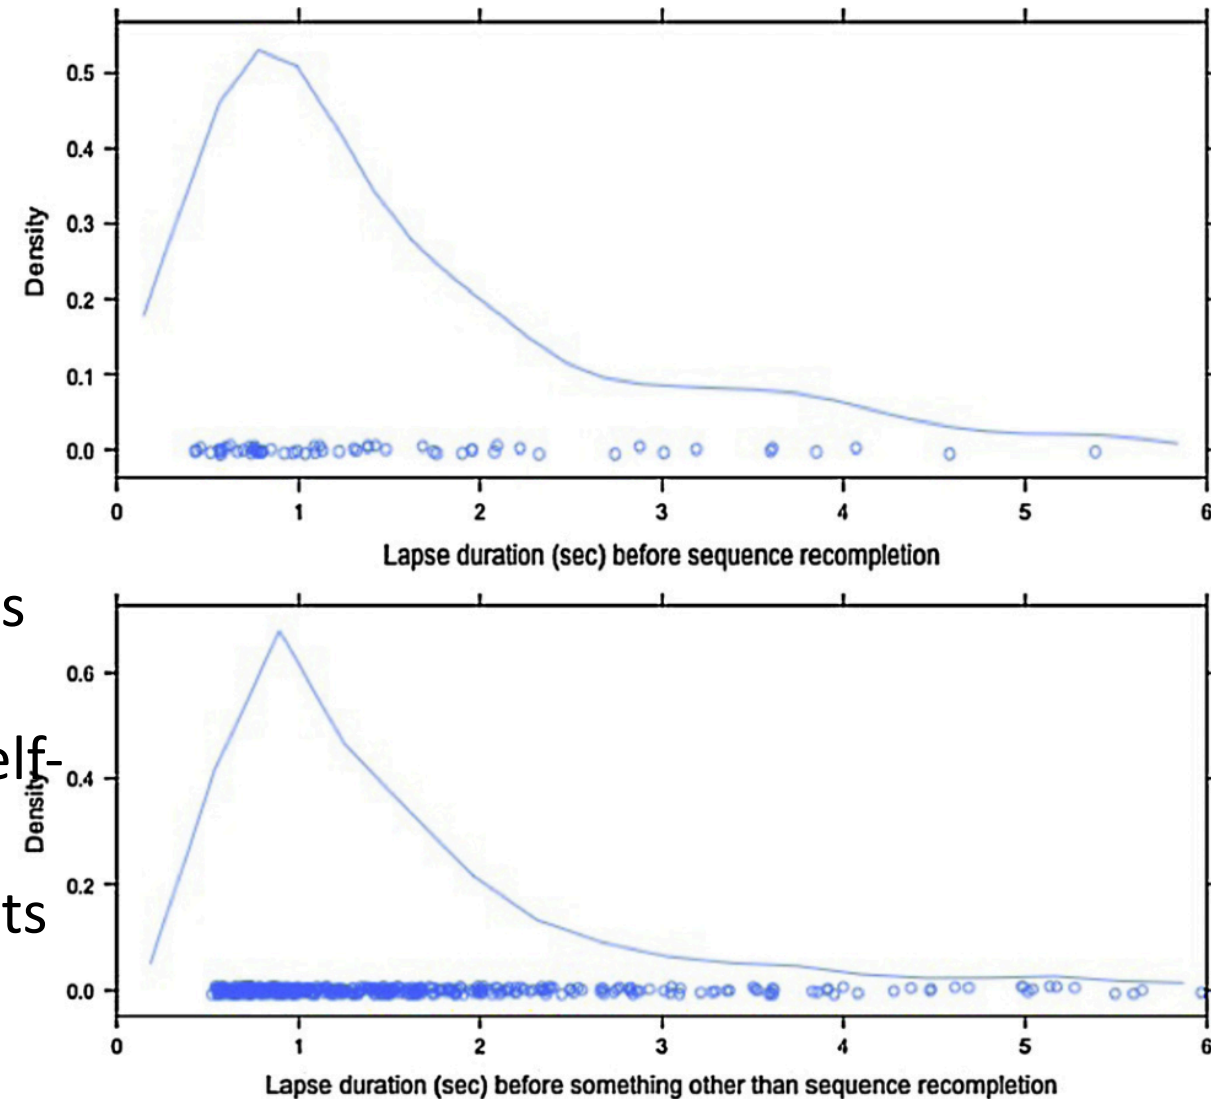 0.5
0.4
0.3
0.2
0.1
0.0
Density
0 1 2 3 4 5 6
Lapse duration (sec) before sequence recompletion
s
elf-
ts
0.6
0.4
0.2
0.0
Density
0 1 2 3 4 5 6
Lapse duration (sec) before something other than sequence recompletion